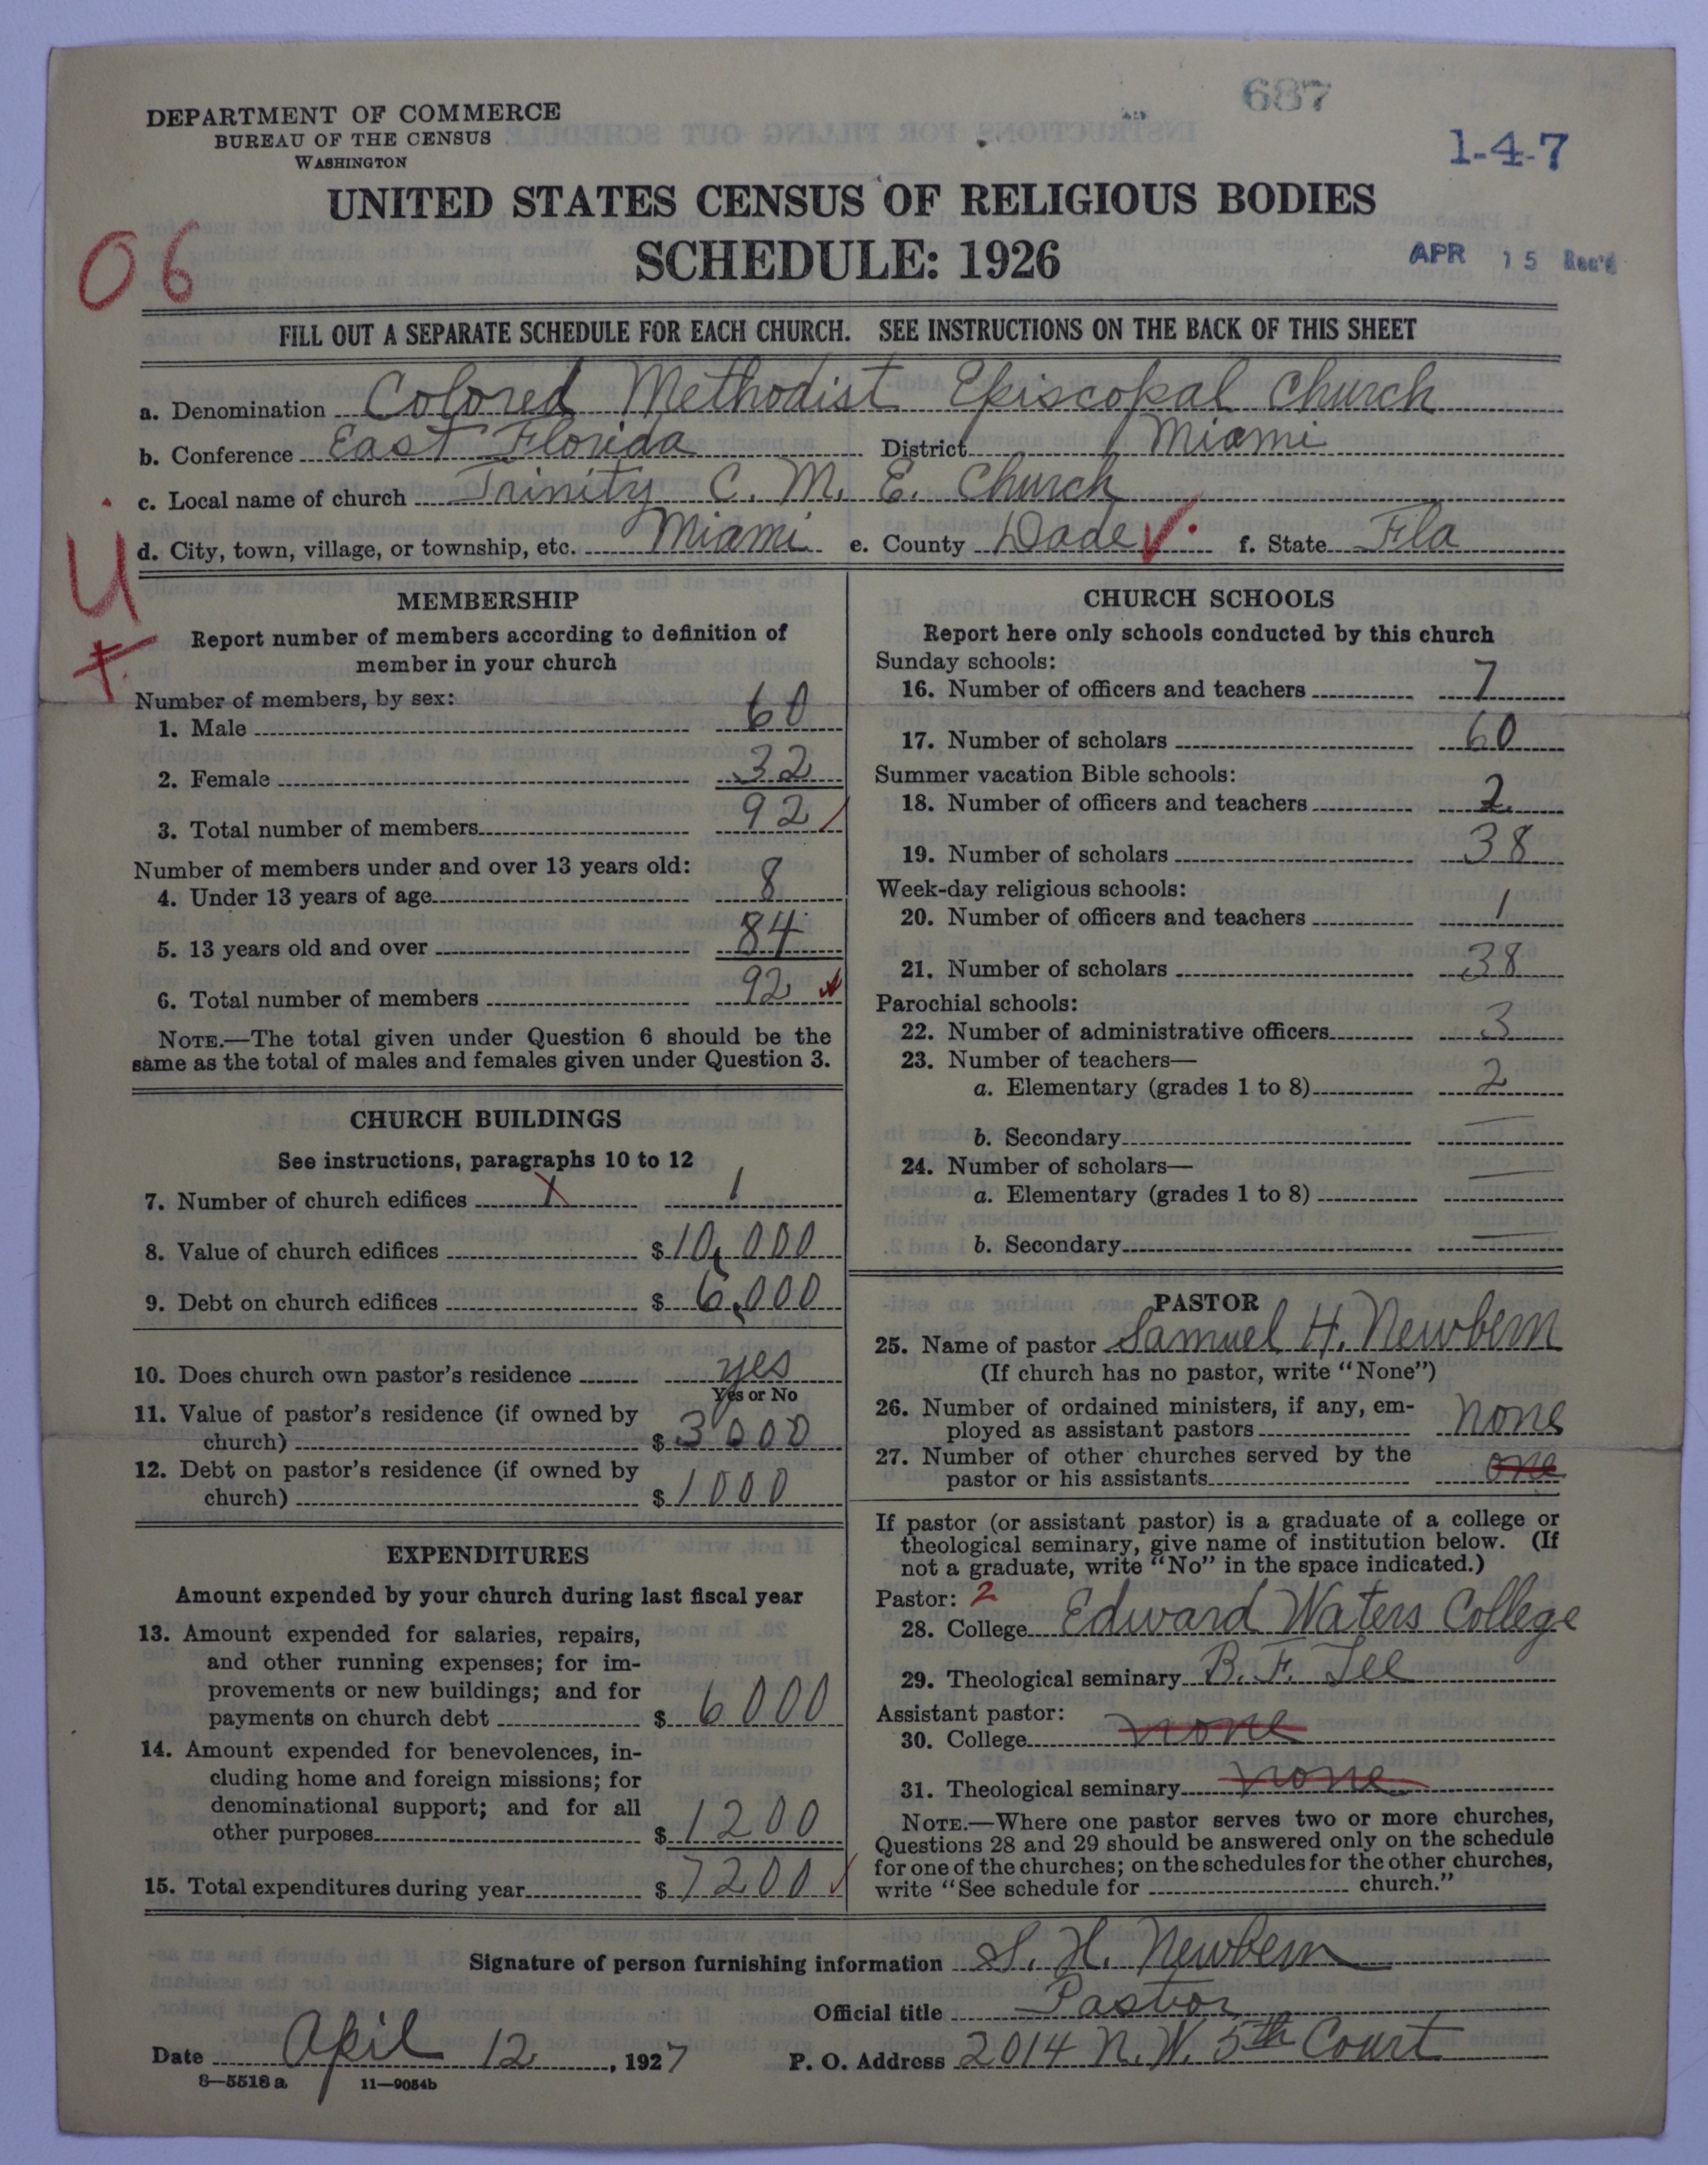 687
1-4-7
DEPARTMENT OF COMMERCE
BUREAU OF THE CENSUS
WASHINGTON
UNITED STATES CENSUS OF RELIGIOUS BODIES
SCHEDULE: 1926
APR 15 Rec'd
06
FILL OUT A SEPARATE SCHEDULE FOR EACH CHURCH. SEE INSTRUCTIONS ON THE BACK OF THIS SHEET
a. Denomination Colored Methodist Episcopal Church
b. Conference East Florida District Miami
c. Local name of church Trinity C. M. E. Church
d. City, town, village, or township, etc. Miami e. County Dade f. State Fla
U
MEMBERSHIP
Report number of members according to definition of
member in your church
Number of members, by sex:
1. Male 60
2. Female 32
3. Total number of members 92
Number of members under and over 13 years old:
4. Under 13 years of age 8
5. 13 years old and over 84
6. Total number of members 92
NOTE.—The total given under Question 6 should be the
same as the total of males and females given under Question 3.
CHURCH BUILDINGS
See instructions, paragraphs 10 to 12
7. Number of church edifices 1 1
8. Value of church edifices $10,000
9. Debt on church edifices $6,000
10. Does church own pastor's residence yes
Yes or No
11. Value of pastor's residence (if owned by
church) $3000
12. Debt on pastor's residence (if owned by
church) $1000
EXPENDITURES
Amount expended by your church during last fiscal year
13. Amount expended for salaries, repairs,
and other running expenses; for im-
provements or new buildings; and for
payments on church debt $6000
14. Amount expended for benevolences, in-
cluding home and foreign missions; for
denominational support; and for all
other purposes $1200
15. Total expenditures during year $7200
CHURCH SCHOOLS
Report here only schools conducted by this church
Sunday schools:
16. Number of officers and teachers 7
17. Number of scholars 60
Summer vacation Bible schools:
18. Number of officers and teachers 2
19. Number of scholars 38
Week-day religious schools:
20. Number of officers and teachers 1
21. Number of scholars 38
Parochial schools:
22. Number of administrative officers 3
23. Number of teachers—
a. Elementary (grades 1 to 8) 2
b. Secondary —
24. Number of scholars—
a. Elementary (grades 1 to 8) —
b. Secondary —
PASTOR
25. Name of pastor Samuel H. Newbern
(If church has no pastor, write "None")
26. Number of ordained ministers, if any, em-
ployed as assistant pastors none
27. Number of other churches served by the
pastor or his assistants one
If pastor (or assistant pastor) is a graduate of a college or
theological seminary, give name of institution below. (If
not a graduate, write "No" in the space indicated.)
Pastor: 2
28. College Edward Waters College
29. Theological seminary B. F. Lee
Assistant pastor:
30. College none
31. Theological seminary none
NOTE.—Where one pastor serves two or more churches,
Questions 28 and 29 should be answered only on the schedule
for one of the churches; on the schedules for the other churches,
write "See schedule for church."
Signature of person furnishing information S. H. Newbern
Official title Pastor
Date April 12, 1927 P. O. Address 2014 N. W. 5th Court
8—5518a 11—9054b